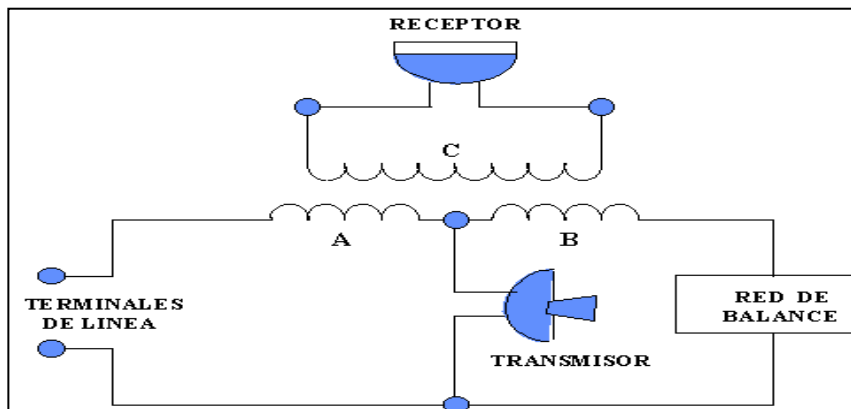 RECEPTOR
C
A
B
TERMINALES
DE LINEA
RED DE
BALANCE
TRANSMISOR